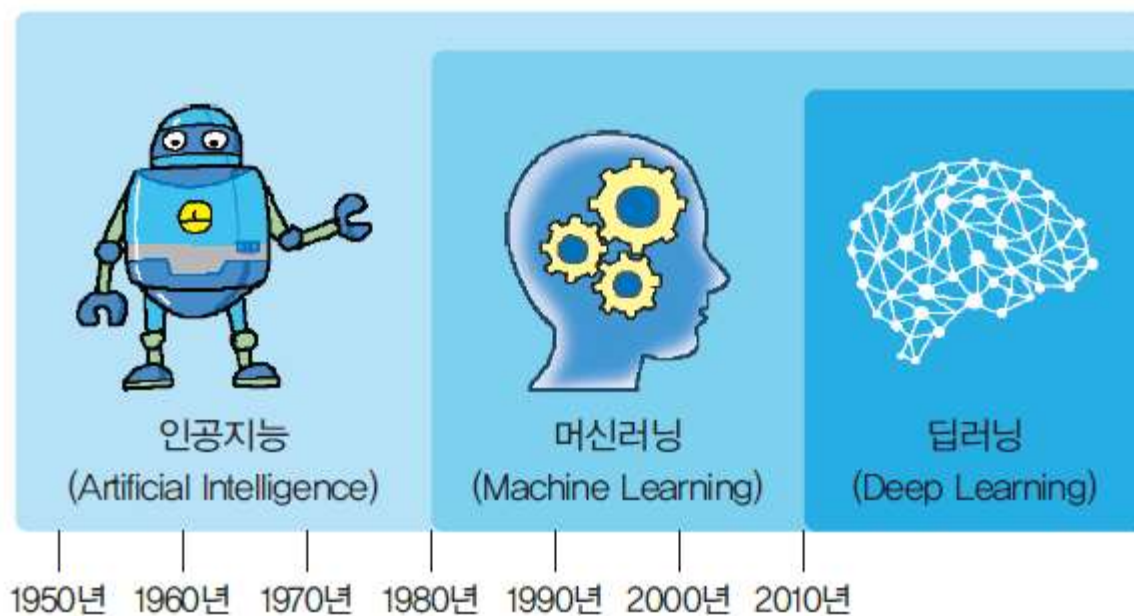 인공지능
(Artificial Intelligence)
머신러닝
(Machine Learning)
딥러닝
(Deep Learning)
1950년 1960년 1970년 1980년 1990년 2000년 2010년